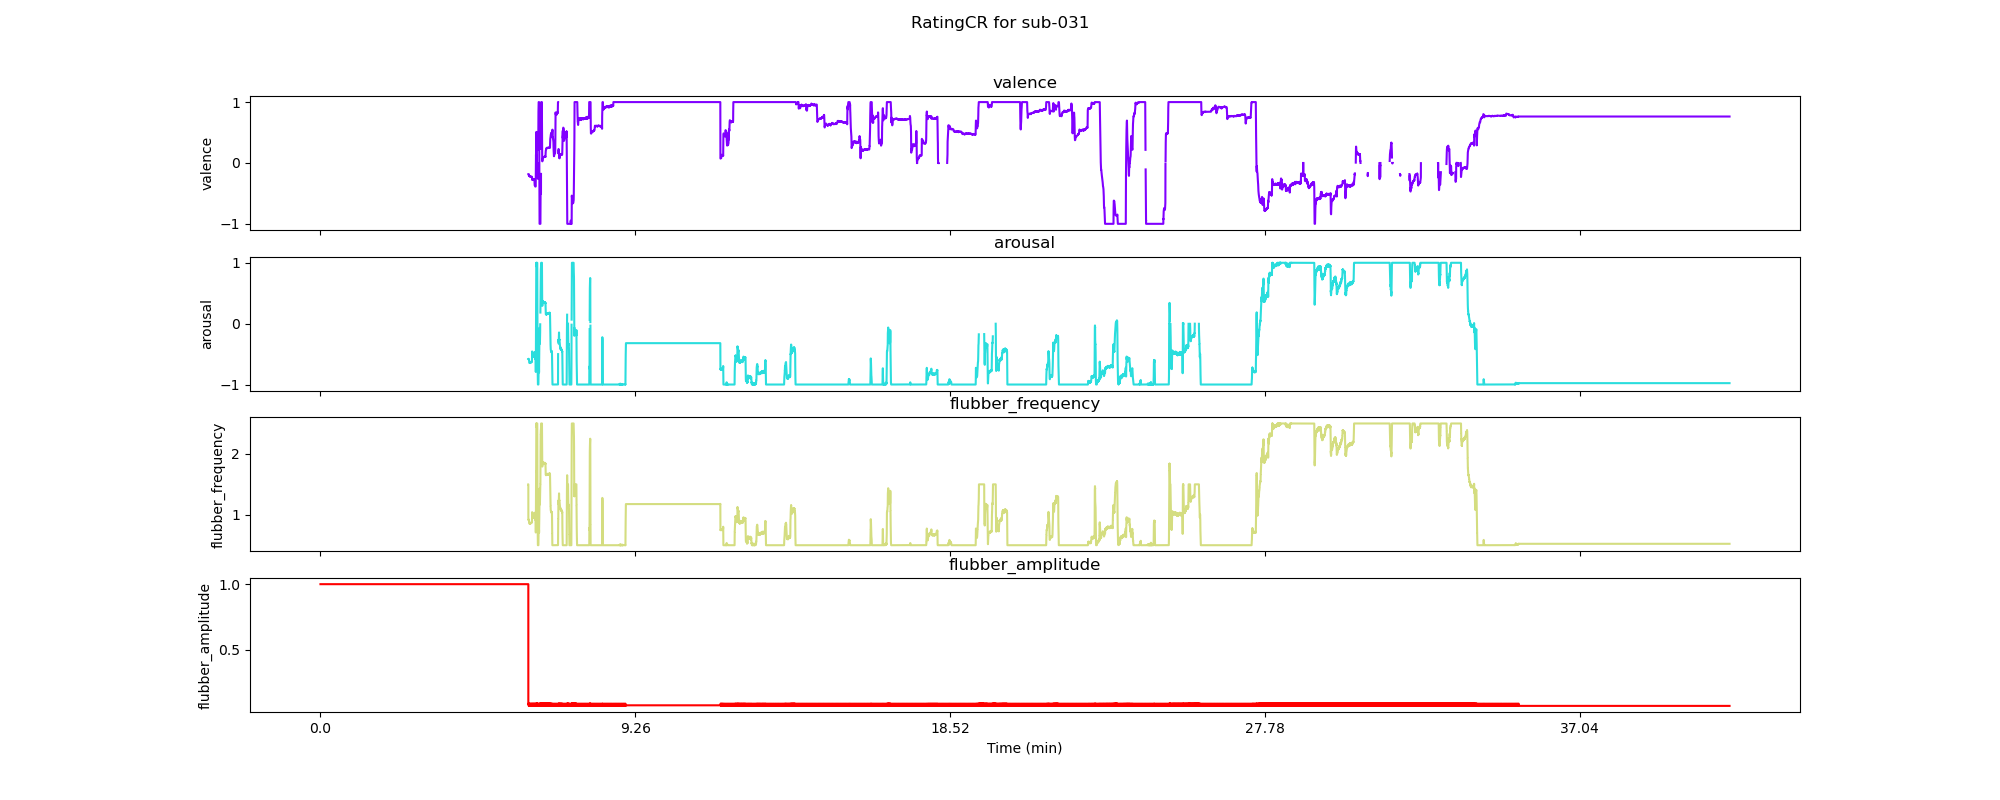 RatingCR for sub-031
valence
1
0
−1
valence
arousal
1
0
−1
arousal
flubber_frequency
2
1
flubber_frequency
flubber_amplitude
1.0
0.5
flubber_amplitude
0.0 9.26 18.52 27.78 37.04
Time (min)